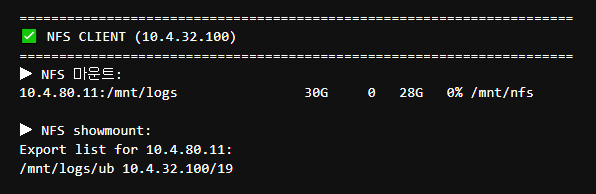 ======================================================================
✅ NFS CLIENT (10.4.32.100)
======================================================================
▶ NFS 마운트:
10.4.80.11:/mnt/logs                30G     0   28G   0% /mnt/nfs
▶ NFS showmount:
Export list for 10.4.80.11:
/mnt/logs/ub 10.4.32.100/19